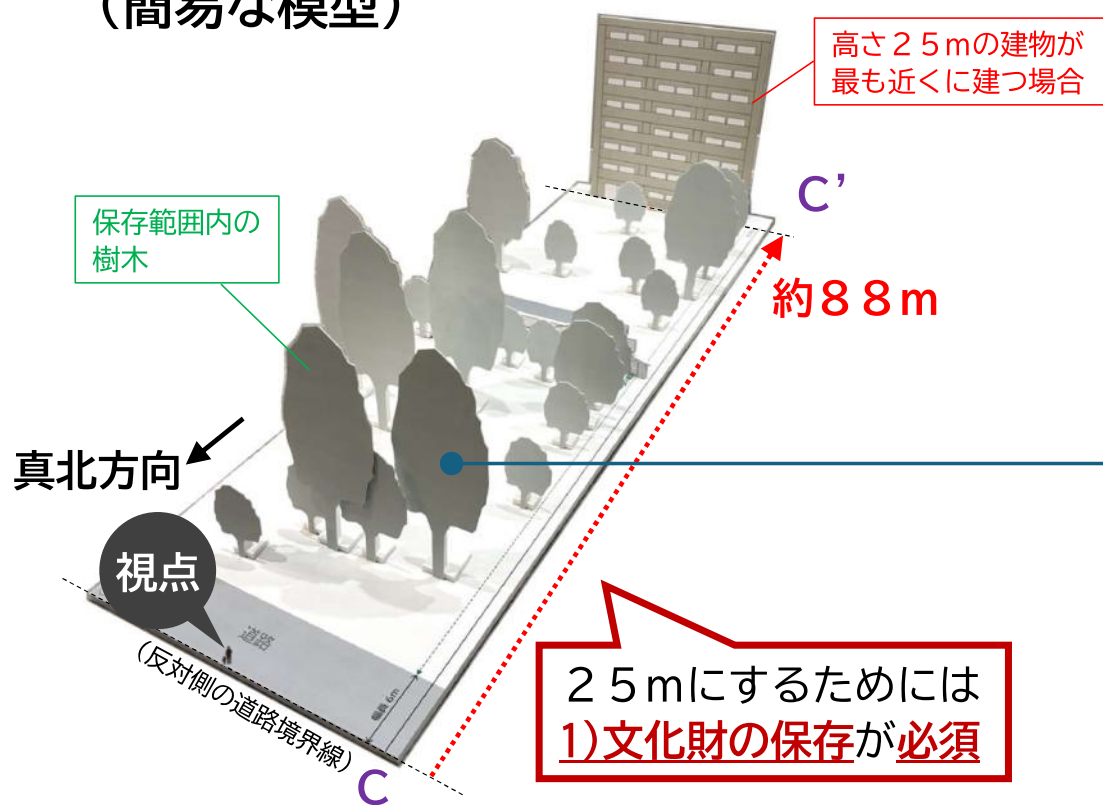 （簡易な模型）
高さ２５ｍの建物が
最も近くに建つ場合
C’
保存範囲内の
樹木
約８８ｍ
真北方向
視点
道路
（反対側の道路境界線）
幅員 6m
２５ｍにするためには
1)文化財の保存が必須
C